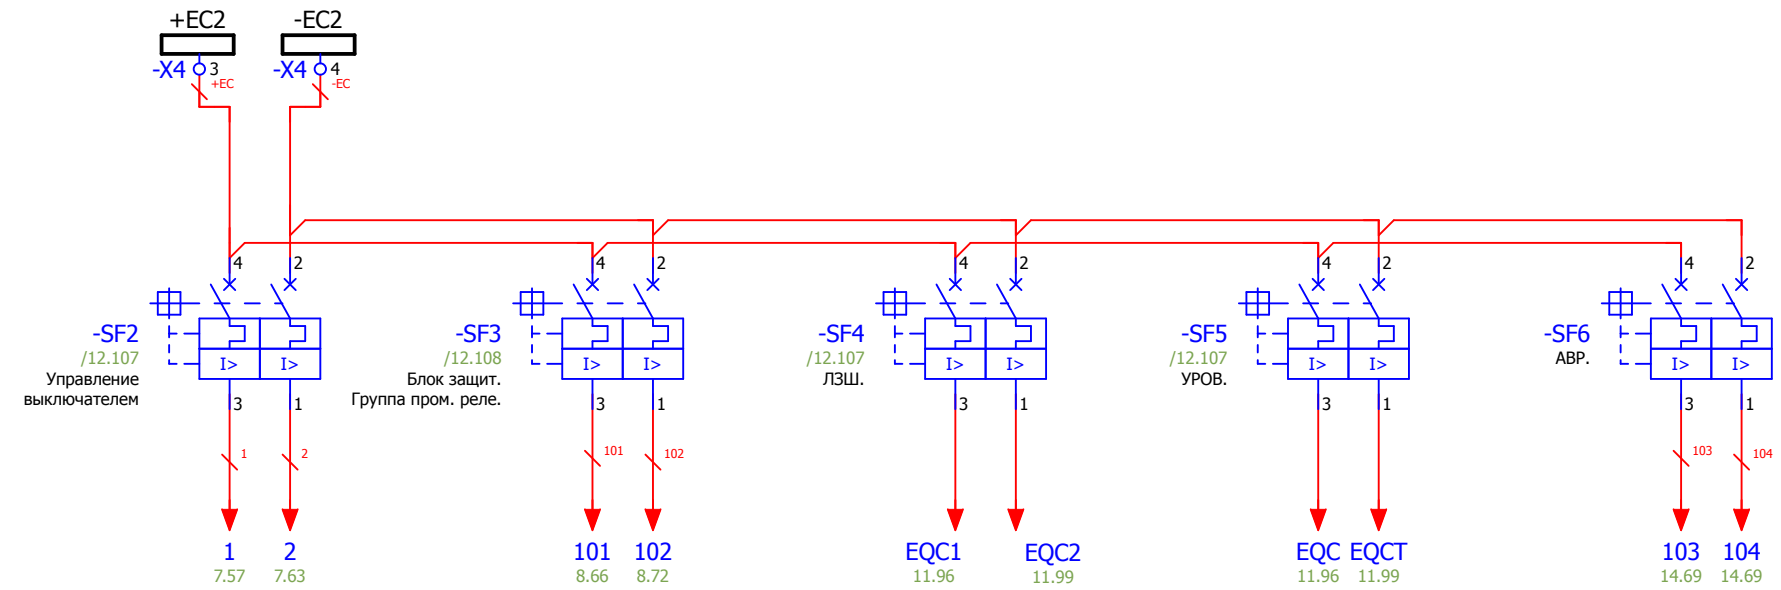 +EC2 -EC2
-X4 3 -X4 4
+EC -EC
4 2 4 2 4 2 4 2 4 2
-SF2
/12.107
Управление
выключателем
I> I>
3 1
-SF3
/12.108
Блок защит.
Группа пром. реле.
I> I>
3 1
-SF4
/12.107
ЛЗШ.
I> I>
3 1
-SF5
/12.107
УРОВ.
I> I>
3 1
-SF6
АВР.
I> I>
3 1
1 2 101 102 103 104
1 2 101 102 EQC1 EQC2 EQC EQCT 103 104
7.57 7.63 8.66 8.72 11.96 11.99 11.96 11.99 14.69 14.69